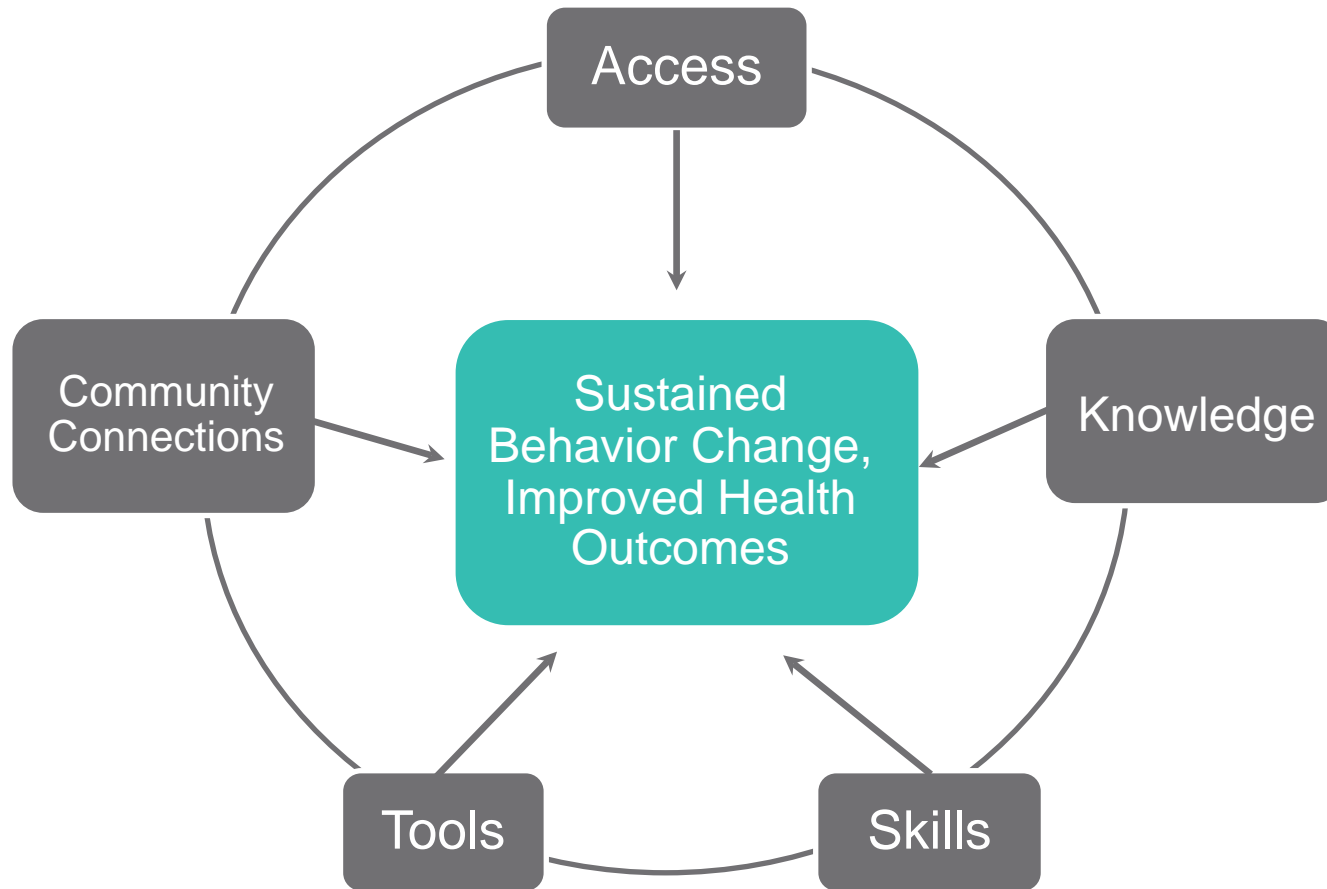 Access
Community
Connections
Sustained
Behavior Change,
Improved Health
Outcomes
Knowledge
Tools
Skills